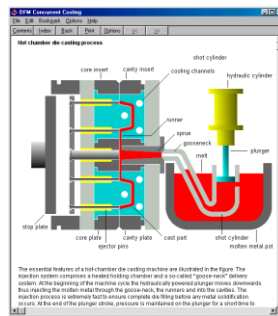 DFM Concurrent Costing
File Edit Bookmark Options Help
Contents Index Back Print Options << >>
Hot chamber die casting process
shot cylinder
core insert cavity insert cooling channels hydraulic cylinder
runner
sprue
gooseneck
melt
plunger
stop plate
core plate
ejector pins
cavity plate
cast part
shot cylinder
molten metal pot
The essential features of a hot-chamber die casting machine are illustrated in the figure. The
injection system comprises a heated holding chamber and a so-called "goose-neck" delivery
system. At the beginning of the machine cycle the hydraulically powered plunger moves downwards
thus injecting the molten metal through the goose-neck, the runners and into the cavities. The
injection process is extremely fast to ensure complete die filling before any metal solidification
occurs. At the end of the plunger stroke, pressure is maintained on the plunger for a short time to